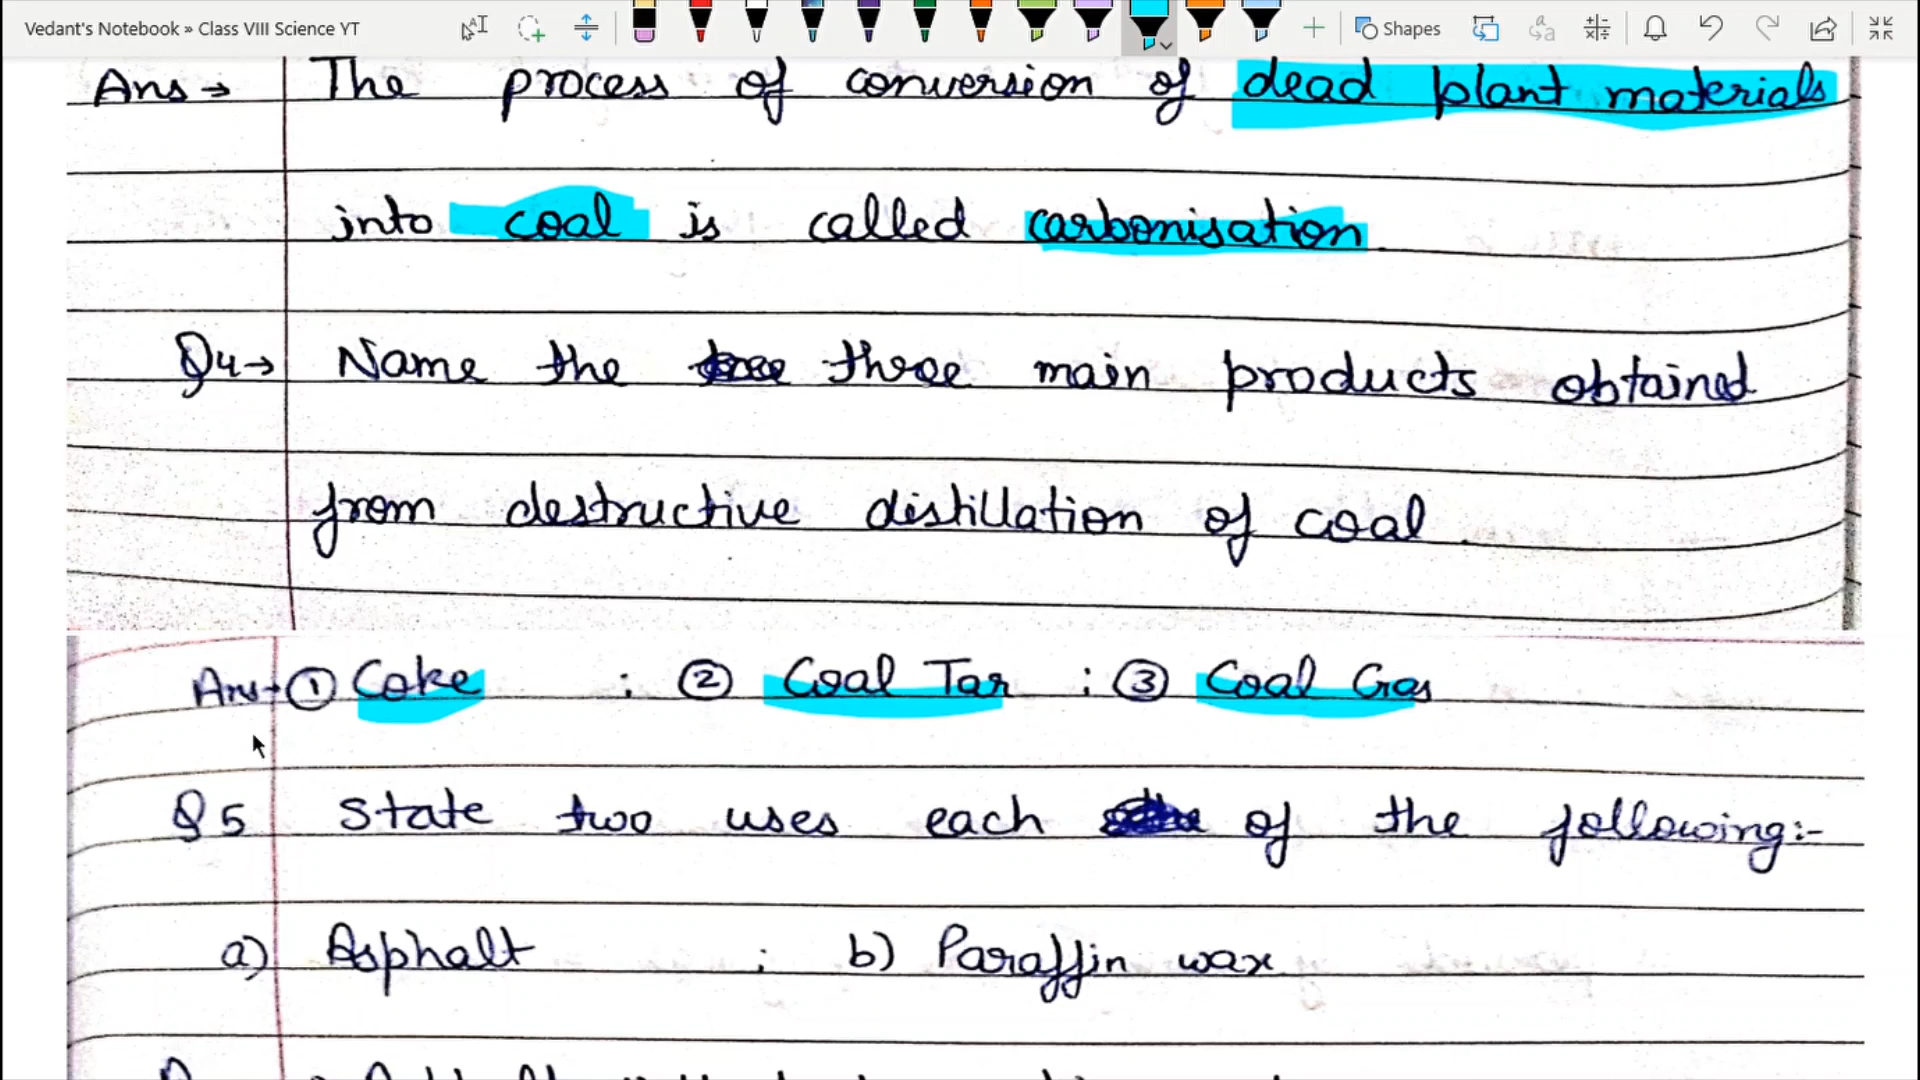 Vedant's Notebook » Class VIII Science YT
Shapes
Ans → The process of conversion of dead plant materials
into coal is called carbonisation.
Q4 → Name the three main products obtained
from destructive distillation of coal.
Ans → ① Coke ; ② Coal Tar ; ③ Coal Gas
Q5 State two uses each of the following:-
a) Asphalt ; b) Paraffin wax